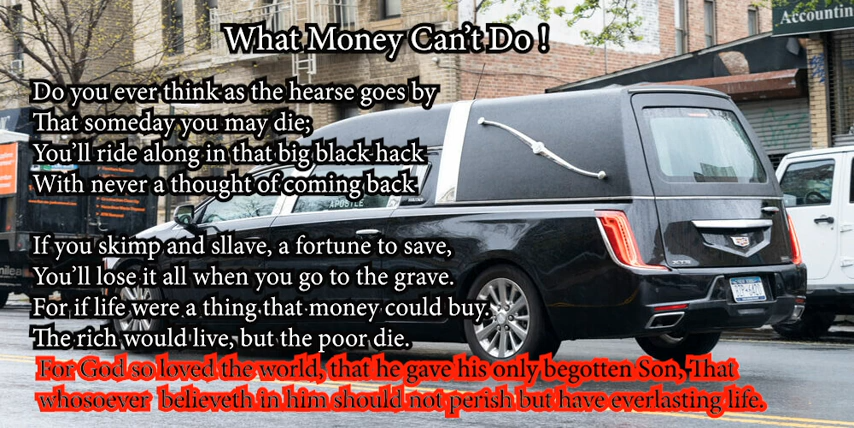 What Money Can't Do !
Do you ever think as the hearse goes by
That someday you may die;
You'll ride along in that big black hack
With never a thought of coming back
If you skimp and sllave, a fortune to save,
You'll lose it all when you go to the grave.
For if life were a thing that money could buy.
The rich would live, but the poor die.
For God so loved the world, that he gave his only begotten Son, That
whosoever believeth in him should not perish but have everlasting life.
Accountin
APOSTLE
XTS